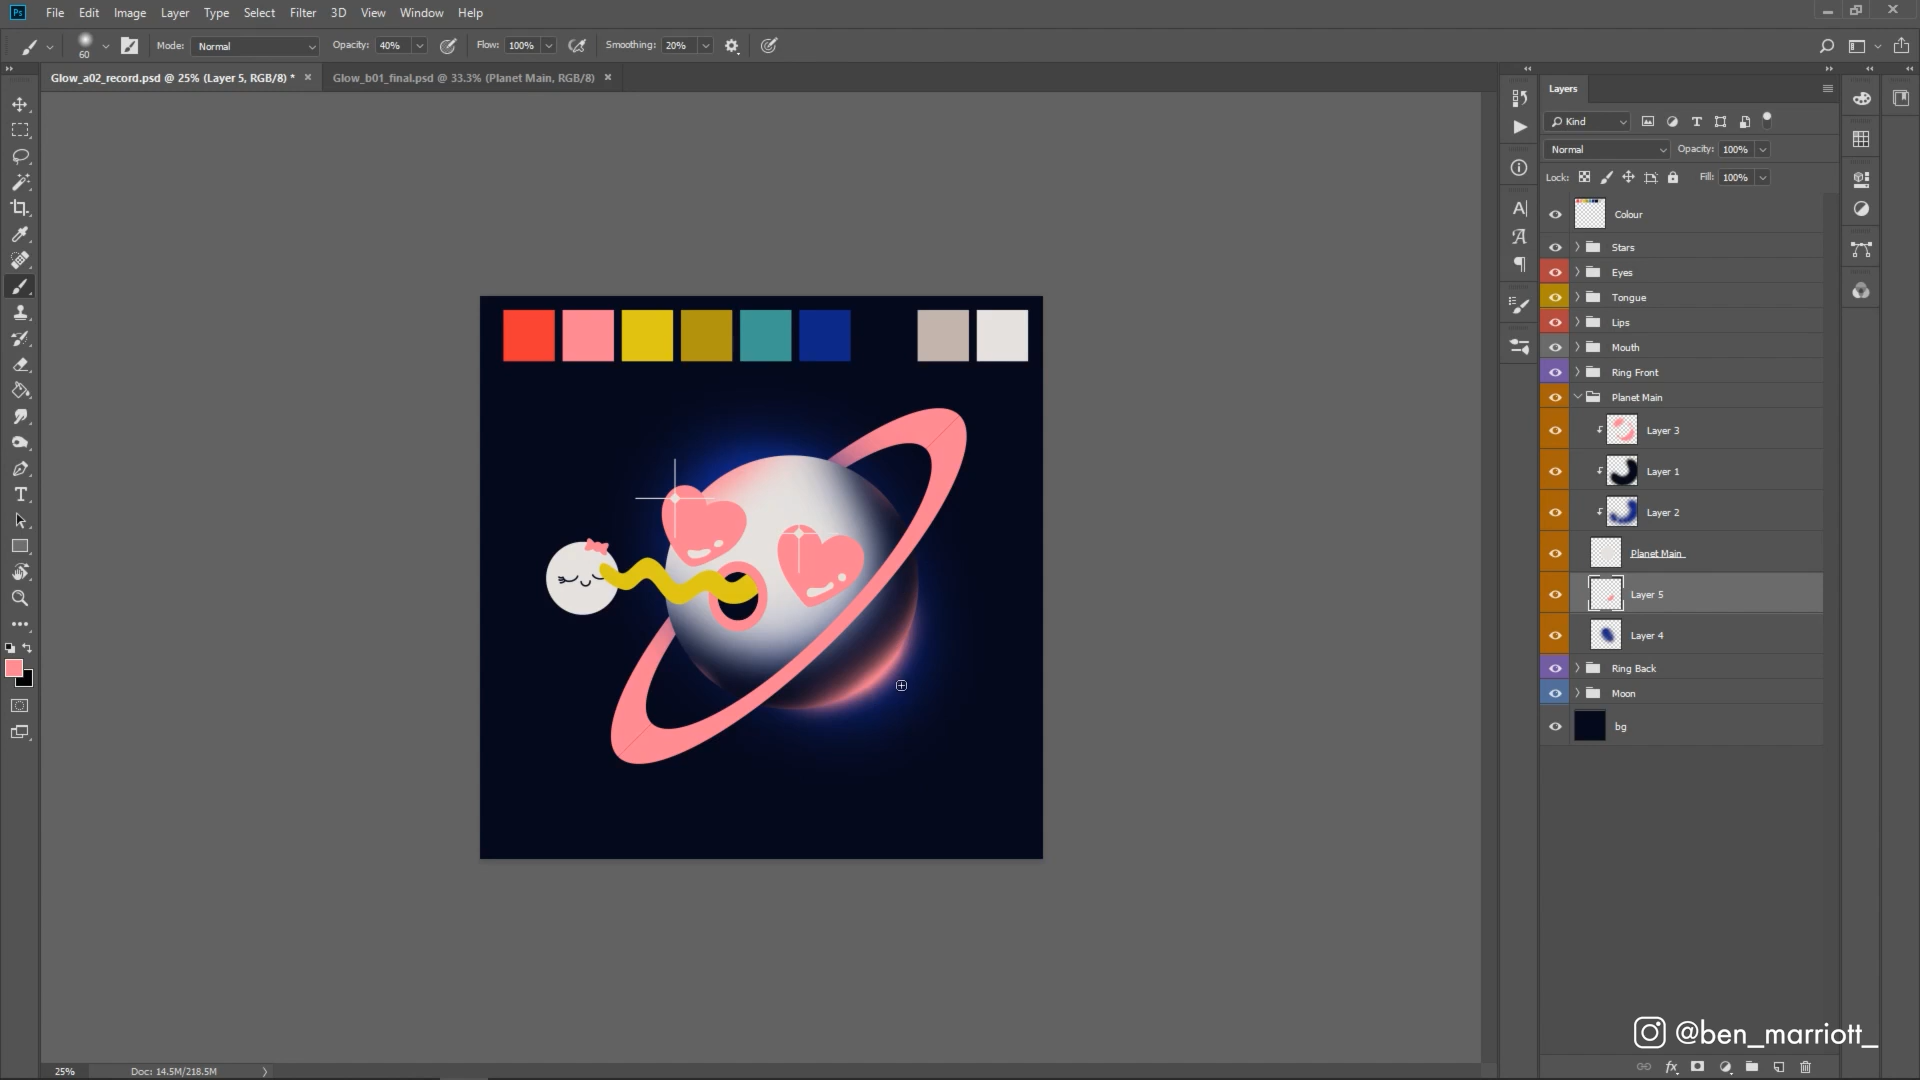 Ps File Edit Image Layer Type Select Filter 3D View Window Help
60 Mode: Normal Opacity: 40% Flow: 100% Smoothing: 20%
Glow_a02_record.psd @ 25% (Layer 5, RGB/8) * × Glow_b01_final.psd @ 33.3% (Planet Main, RGB/8) ×
Layers
Kind
Normal Opacity: 100%
Lock: Fill: 100%
Colour
Stars
Eyes
Tongue
Lips
Mouth
Ring Front
Planet Main
Layer 3
Layer 1
Layer 2
Planet Main
Layer 5
Layer 4
Ring Back
Moon
bg
@ben_marriott_
25% Doc: 14.5M/218.5M